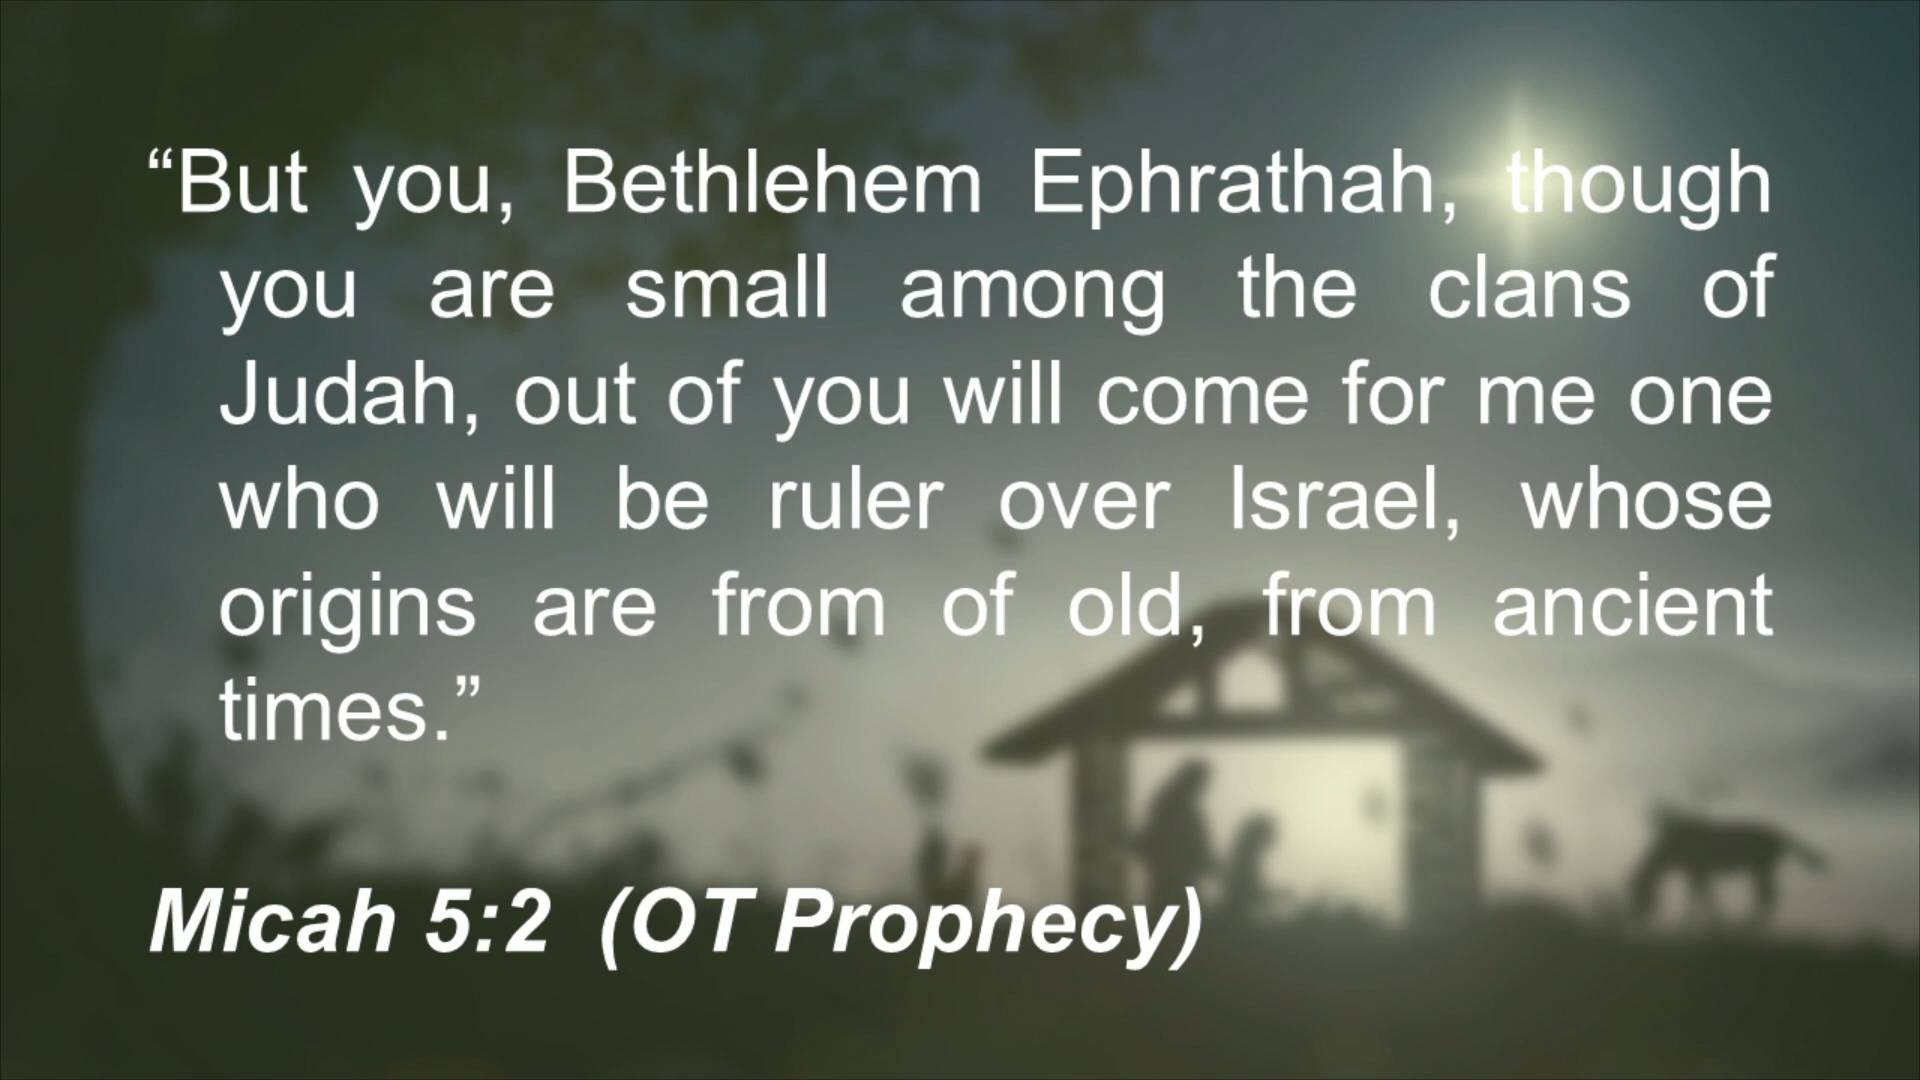 “But you, Bethlehem Ephrathah, though
you are small among the clans of
Judah, out of you will come for me one
who will be ruler over Israel, whose
origins are from of old, from ancient
times.”
Micah 5:2  (OT Prophecy)